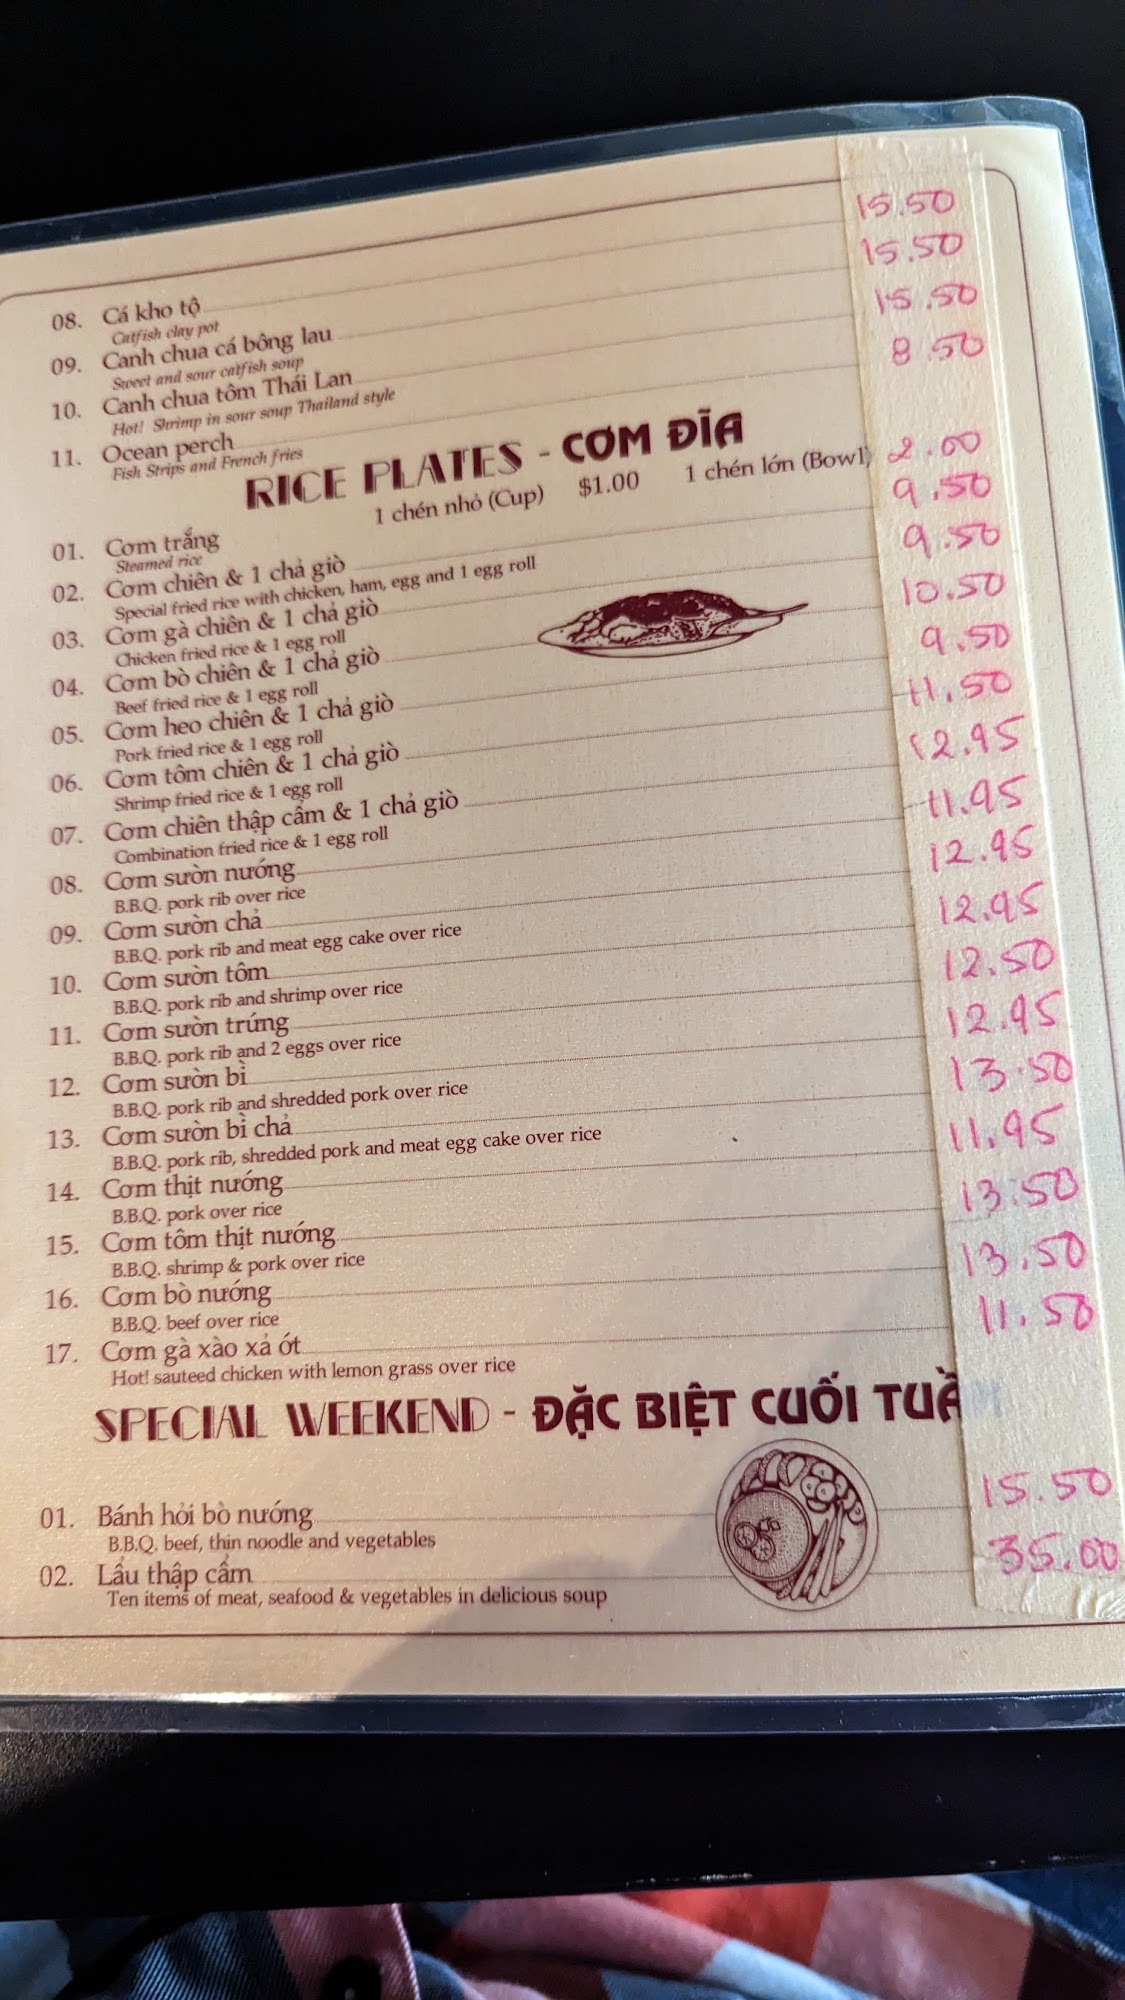 08. Cá kho tộ 15.50
Catfish clay pot
09. Canh chua cá bông lau 15.50
Sweet and sour catfish soup
10. Canh chua tôm Thái Lan 15.50
Hot! Shrimp in sour soup Thailand style
11. Ocean perch 8.50
Fish Strips and French fries
RICE PLATES - CƠM ĐĨA
1 chén nhỏ (Cup) $1.00 1 chén lớn (Bowl) 2.00
01. Cơm trắng
Steamed rice
02. Cơm chiên & 1 chả giò 9.50
Special fried rice with chicken, ham, egg and 1 egg roll
03. Cơm gà chiên & 1 chả giò 9.50
Chicken fried rice & 1 egg roll
04. Cơm bò chiên & 1 chả giò 10.50
Beef fried rice & 1 egg roll
05. Cơm heo chiên & 1 chả giò 9.50
Pork fried rice & 1 egg roll
06. Cơm tôm chiên & 1 chả giò 11.50
Shrimp fried rice & 1 egg roll
07. Cơm chiên thập cẩm & 1 chả giò 12.95
Combination fried rice & 1 egg roll
08. Cơm sườn nướng 11.95
B.B.Q. pork rib over rice
09. Cơm sườn chả 12.95
B.B.Q. pork rib and meat egg cake over rice
10. Cơm sườn tôm 12.95
B.B.Q. pork rib and shrimp over rice
11. Cơm sườn trứng 12.50
B.B.Q. pork rib and 2 eggs over rice
12. Cơm sườn bì 12.95
B.B.Q. pork rib and shredded pork over rice
13. Cơm sườn bì chả 13.50
B.B.Q. pork rib, shredded pork and meat egg cake over rice
14. Cơm thịt nướng 11.95
B.B.Q. pork over rice
15. Cơm tôm thịt nướng 13.50
B.B.Q. shrimp & pork over rice
16. Cơm bò nướng 13.50
B.B.Q. beef over rice
17. Cơm gà xào xả ớt 11.50
Hot! sauteed chicken with lemon grass over rice
SPECIAL WEEKEND - ĐẶC BIỆT CUỐI TUẦN
01. Bánh hỏi bò nướng 15.50
B.B.Q. beef, thin noodle and vegetables
02. Lẩu thập cẩm 35.00
Ten items of meat, seafood & vegetables in delicious soup